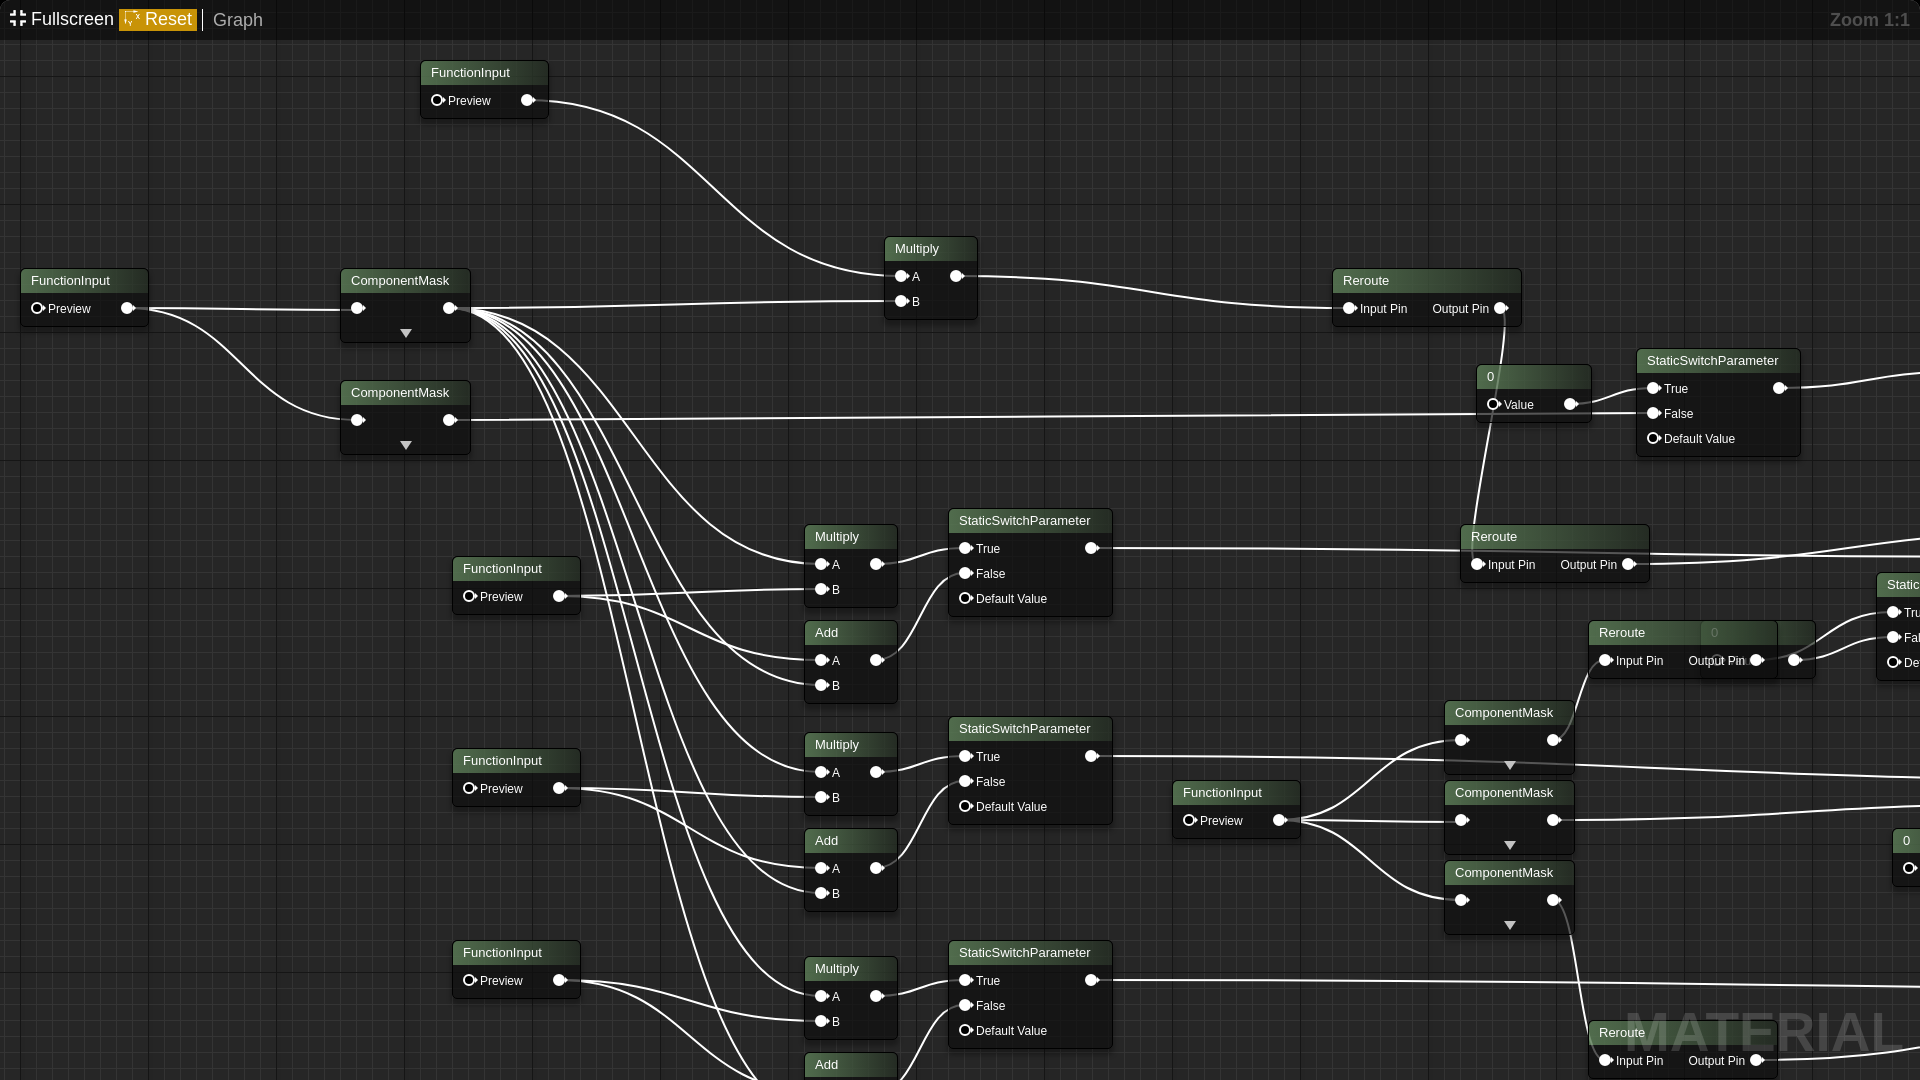 Fullscreen Reset Graph
Zoom 1:1
FunctionInput
Preview
Multiply
A
B
FunctionInput
Preview
ComponentMask
Reroute
Input Pin Output Pin
ComponentMask
0
Value
StaticSwitchParameter
True
False
Default Value
FunctionInput
Preview
Multiply
A
B
StaticSwitchParameter
True
False
Default Value
Reroute
Input Pin Output Pin
Add
A
B
Reroute
Input Pin Output Pin
0
Static
Tru
Fal
De
FunctionInput
Preview
Multiply
A
B
StaticSwitchParameter
True
False
Default Value
ComponentMask
FunctionInput
Preview
ComponentMask
Add
A
B
ComponentMask
0
FunctionInput
Preview
Multiply
A
B
StaticSwitchParameter
True
False
Default Value
Add
Reroute
Input Pin Output Pin
MATERIAL